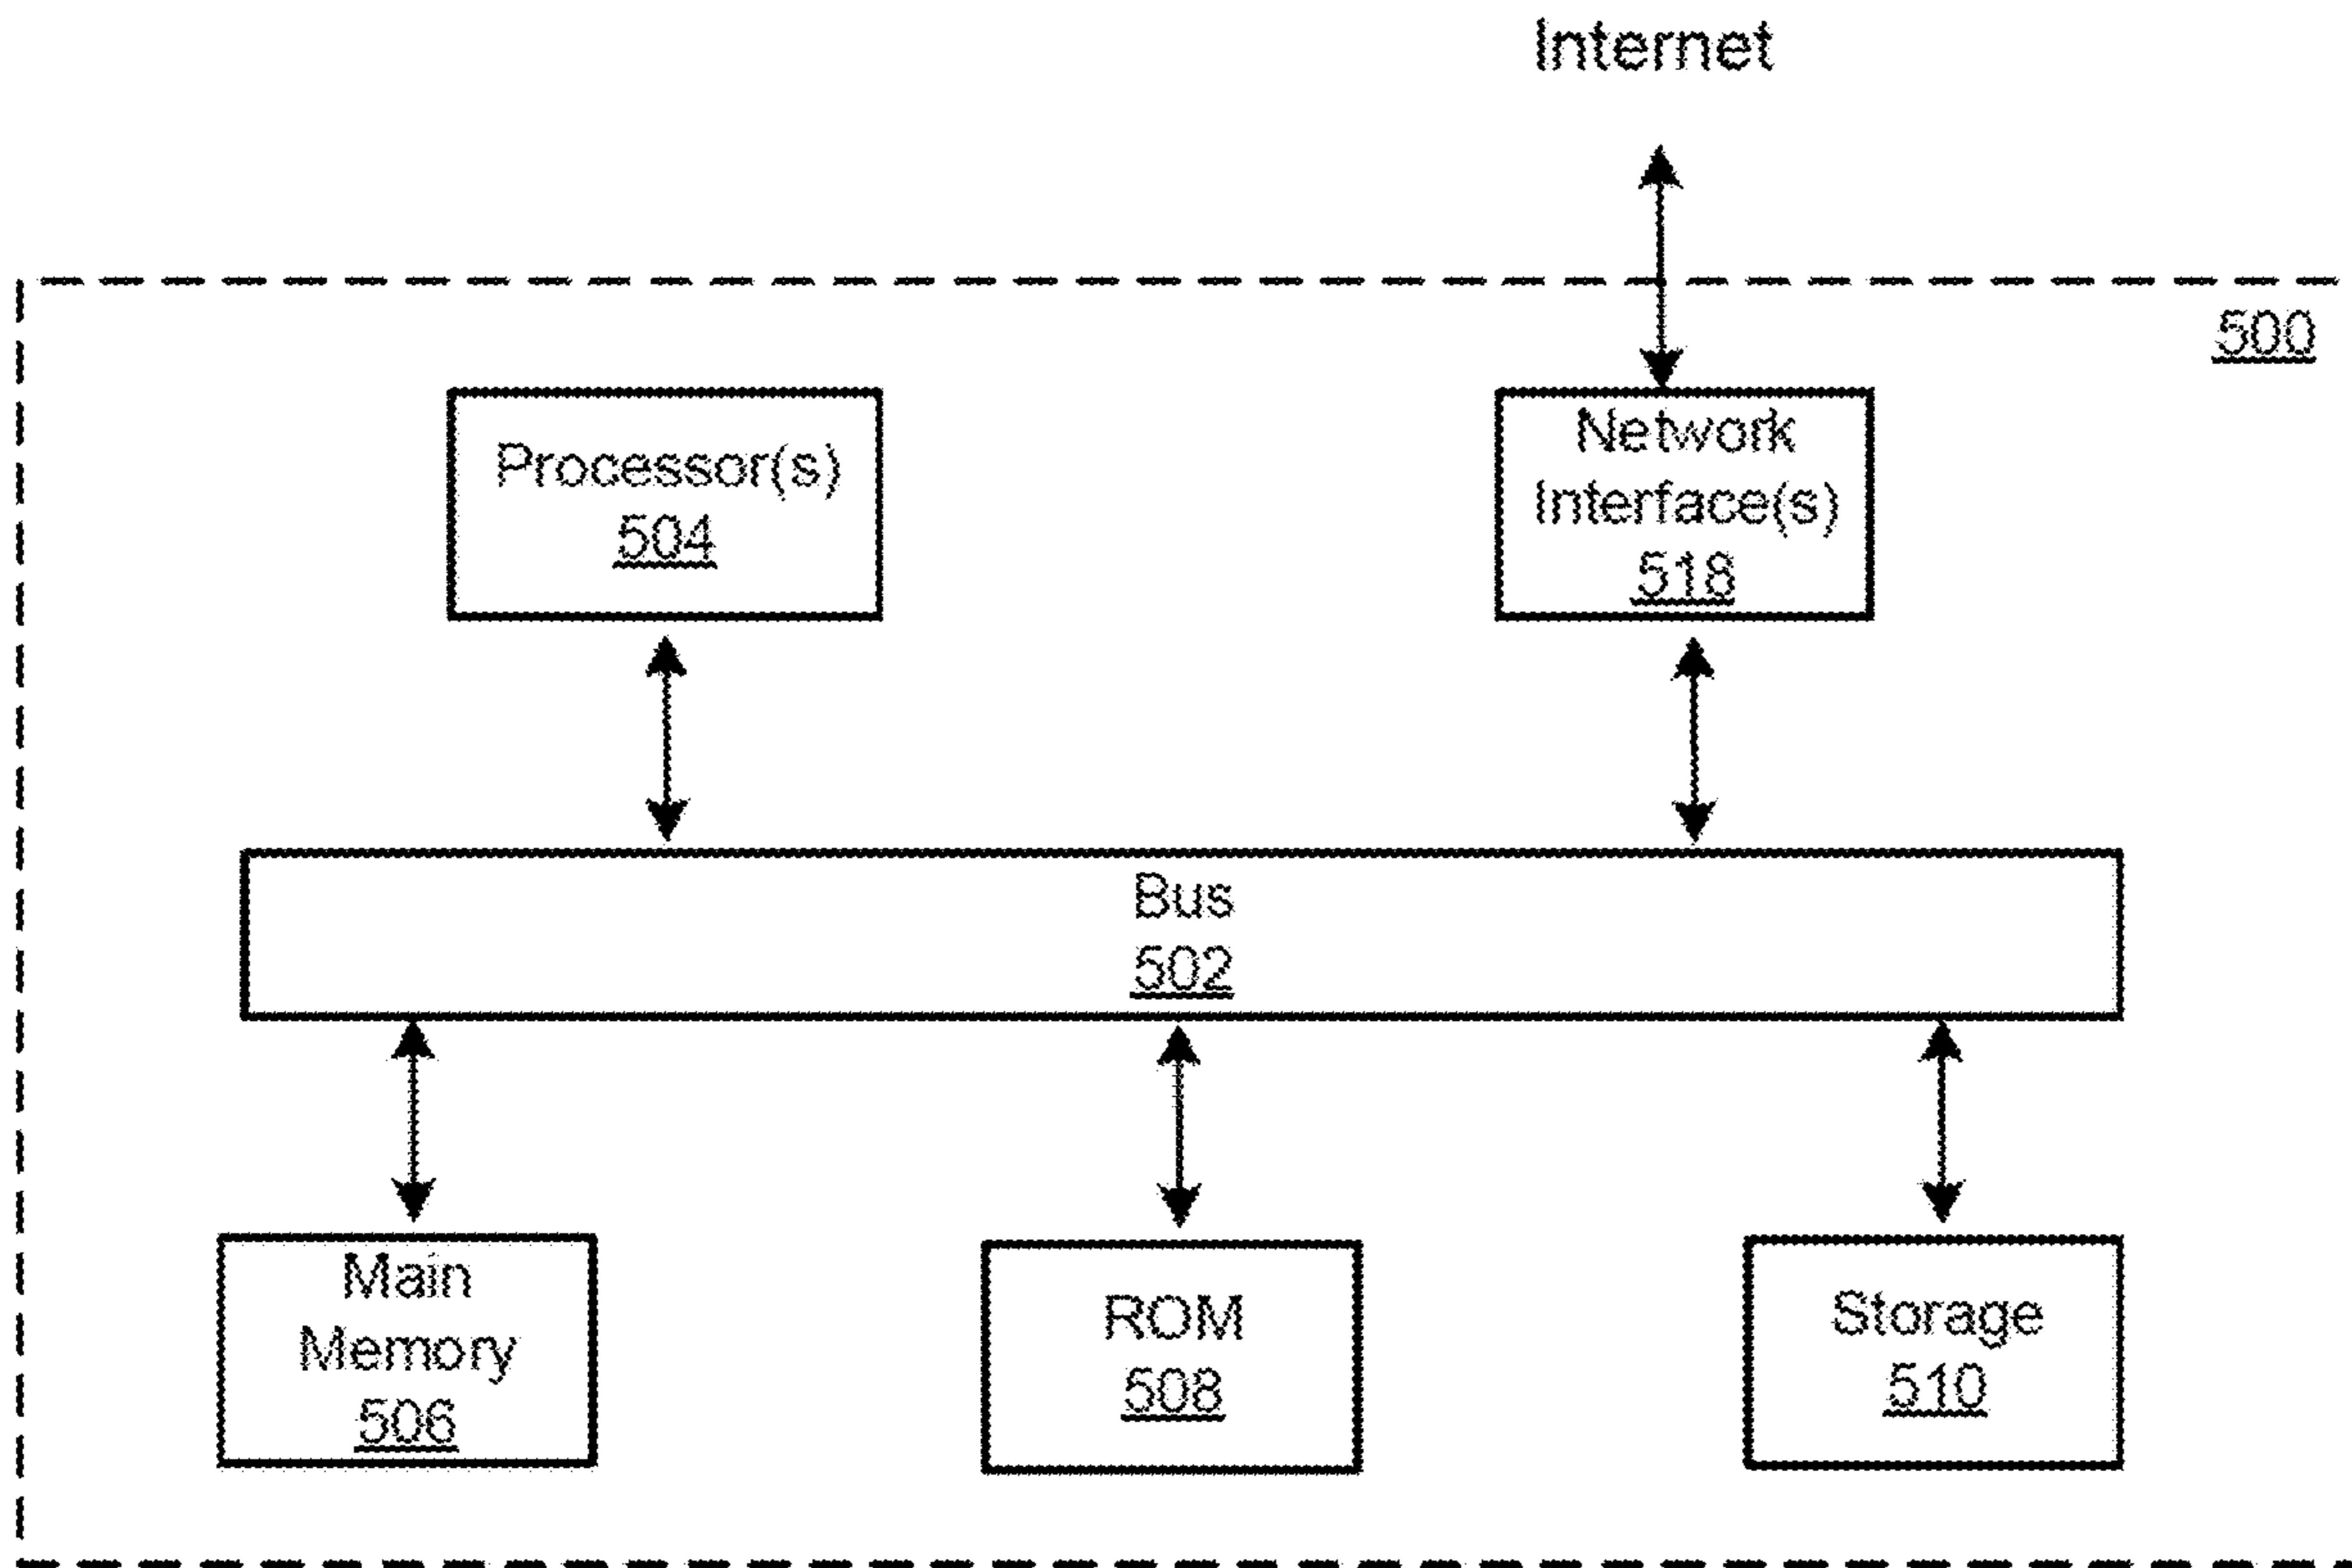 Internet
500
Processor(s)
504
Network
Interface(s)
518
Bus
502
Main
Memory
506
ROM
508
Storage
510